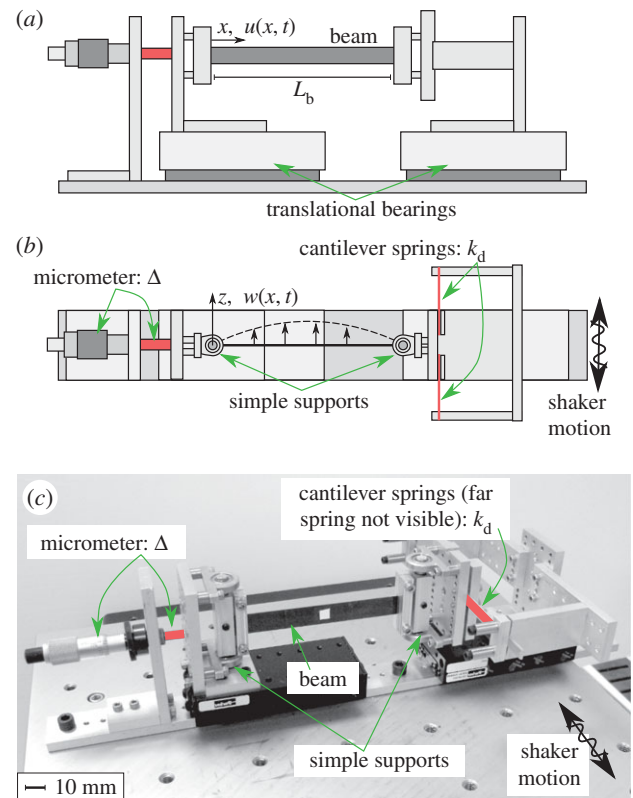 (a)
x, u(x, t)
beam
L_b
translational bearings
(b)
cantilever springs: k_d
micrometer: Δ
z, w(x, t)
simple supports
shaker
motion
(c)
cantilever springs (far
spring not visible): k_d
micrometer: Δ
beam
simple supports
shaker
motion
10 mm